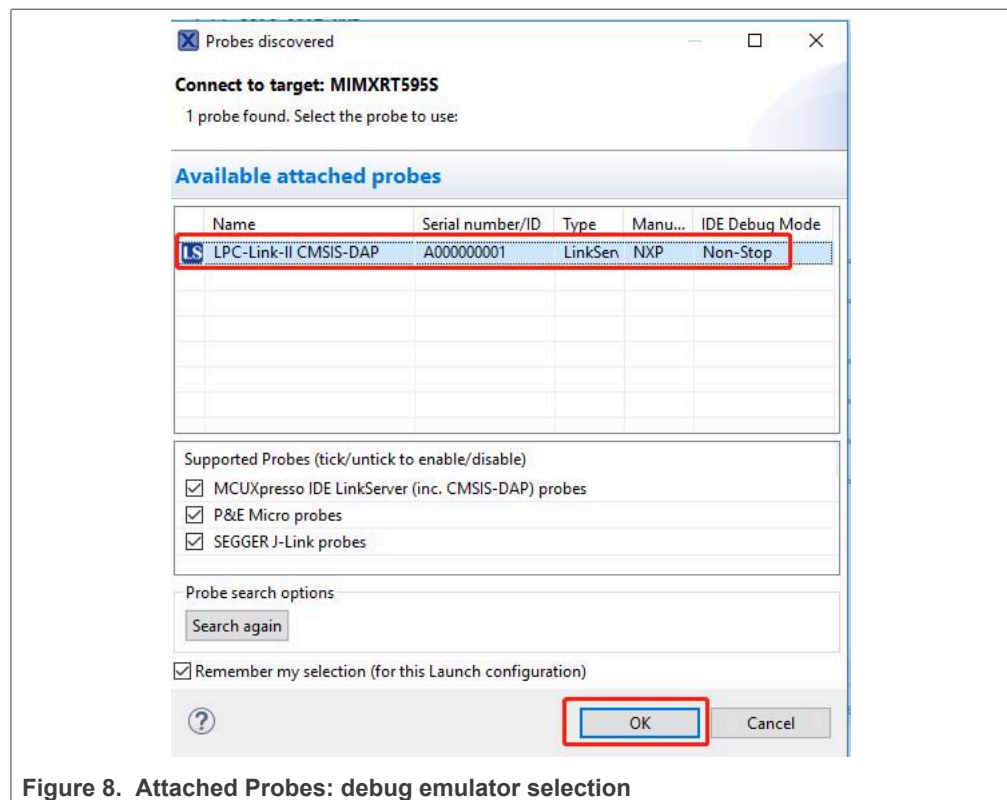 Probes discovered
Connect to target: MIMXRT595S
1 probe found. Select the probe to use:
Available attached probes
Name Serial number/ID Type Manu... IDE Debug Mode
LS LPC-Link-II CMSIS-DAP A000000001 LinkSen NXP Non-Stop
Supported Probes (tick/untick to enable/disable)
MCUXpresso IDE LinkServer (inc. CMSIS-DAP) probes
P&E Micro probes
SEGGER J-Link probes
Probe search options
Search again
Remember my selection (for this Launch configuration)
? OK Cancel
Figure 8. Attached Probes: debug emulator selection